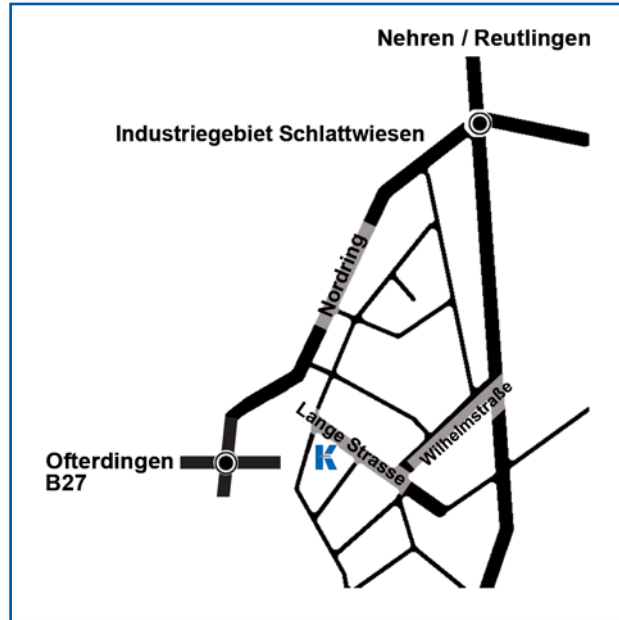 Nehren / Reutlingen
Industriegebiet Schlattwiesen
Nordring
Lange Strasse
Wilhelmstraße
K
Ofterdingen
B27